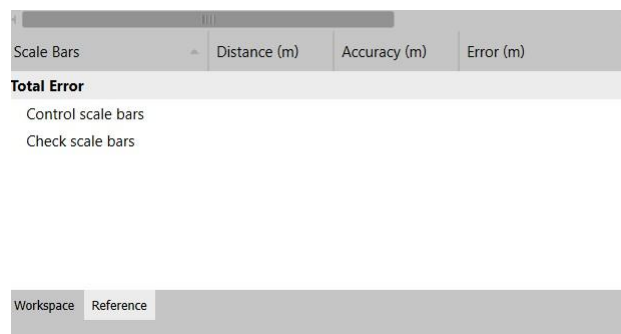 Scale Bars Distance (m) Accuracy (m) Error (m)
Total Error
Control scale bars
Check scale bars
Workspace Reference